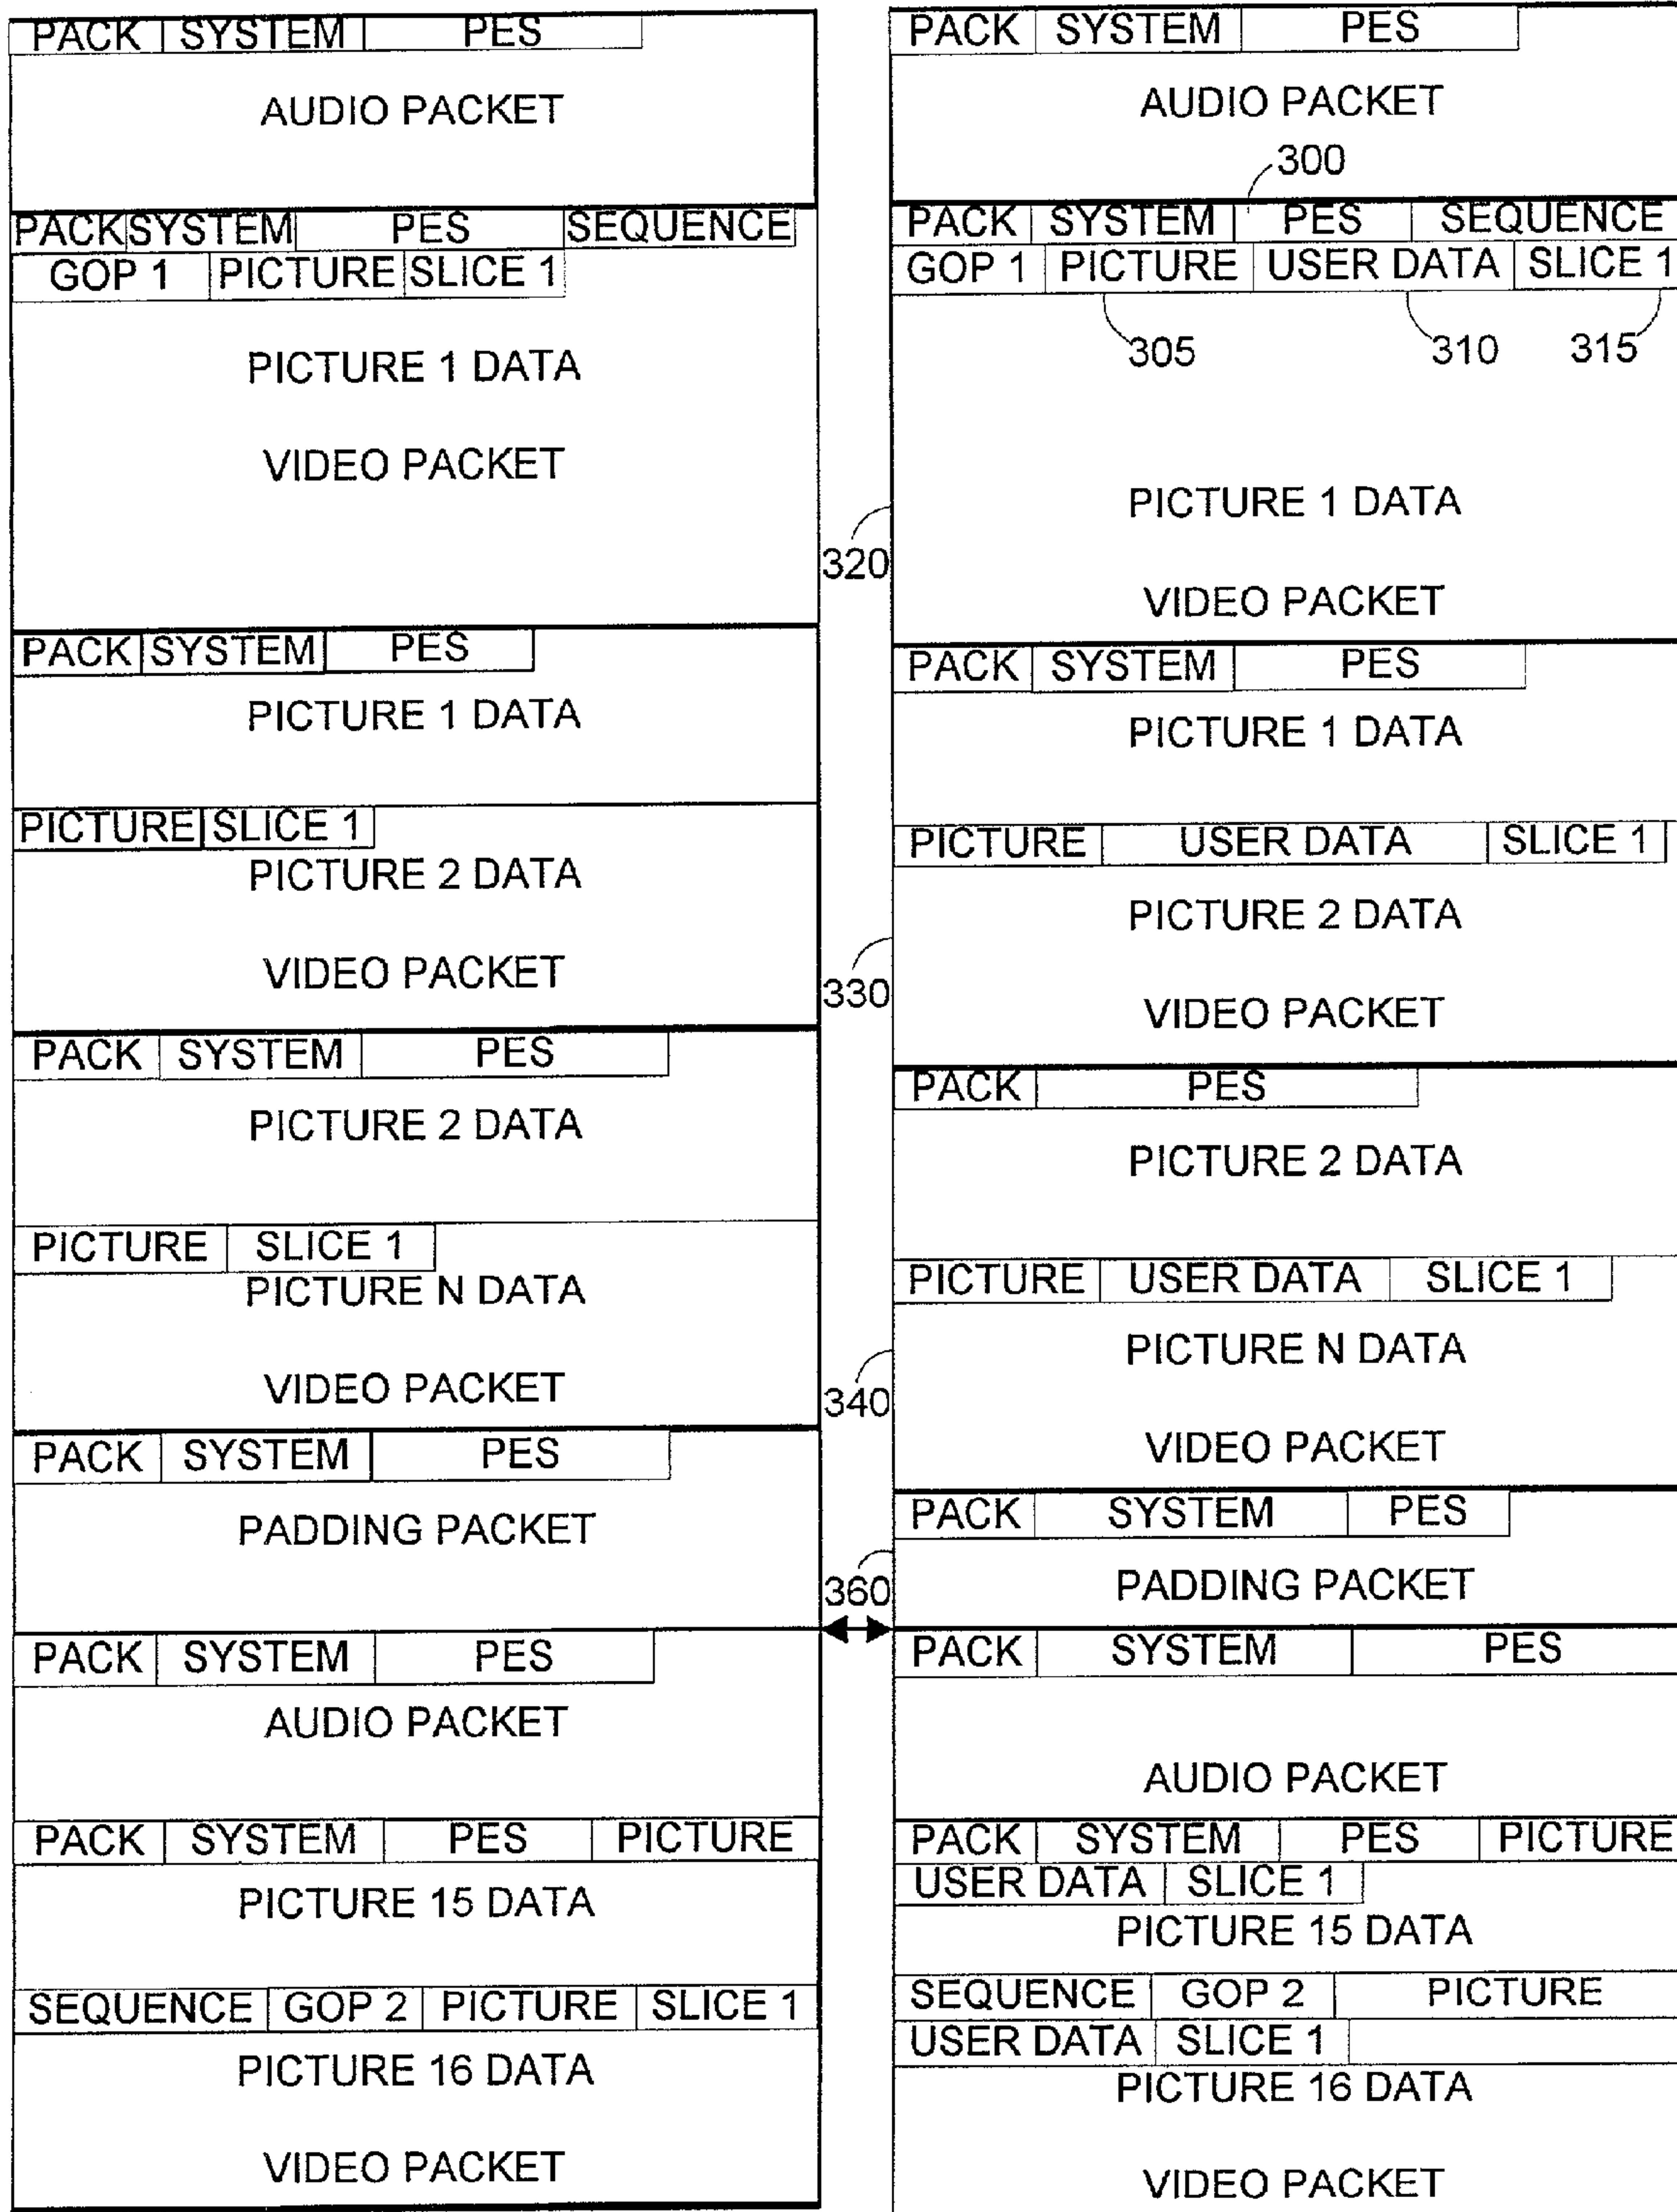 PACK SYSTEM PES
AUDIO PACKET
PACK SYSTEM PES SEQUENCE
GOP 1 PICTURE SLICE 1
PICTURE 1 DATA
VIDEO PACKET
PACK SYSTEM PES
PICTURE 1 DATA
PICTURE SLICE 1
PICTURE 2 DATA
VIDEO PACKET
PACK SYSTEM PES
PICTURE 2 DATA
PICTURE SLICE 1
PICTURE N DATA
VIDEO PACKET
PACK SYSTEM PES
PADDING PACKET
PACK SYSTEM PES
AUDIO PACKET
PACK SYSTEM PES PICTURE
PICTURE 15 DATA
SEQUENCE GOP 2 PICTURE SLICE 1
PICTURE 16 DATA
VIDEO PACKET
320
330
340
360
PACK SYSTEM PES
AUDIO PACKET
300
PACK SYSTEM PES SEQUENCE
GOP 1 PICTURE USER DATA SLICE 1
305 310 315
PICTURE 1 DATA
VIDEO PACKET
PACK SYSTEM PES
PICTURE 1 DATA
PICTURE USER DATA SLICE 1
PICTURE 2 DATA
VIDEO PACKET
PACK PES
PICTURE 2 DATA
PICTURE USER DATA SLICE 1
PICTURE N DATA
VIDEO PACKET
PACK SYSTEM PES
PADDING PACKET
PACK SYSTEM PES
AUDIO PACKET
PACK SYSTEM PES PICTURE
USER DATA SLICE 1
PICTURE 15 DATA
SEQUENCE GOP 2 PICTURE
USER DATA SLICE 1
PICTURE 16 DATA
VIDEO PACKET